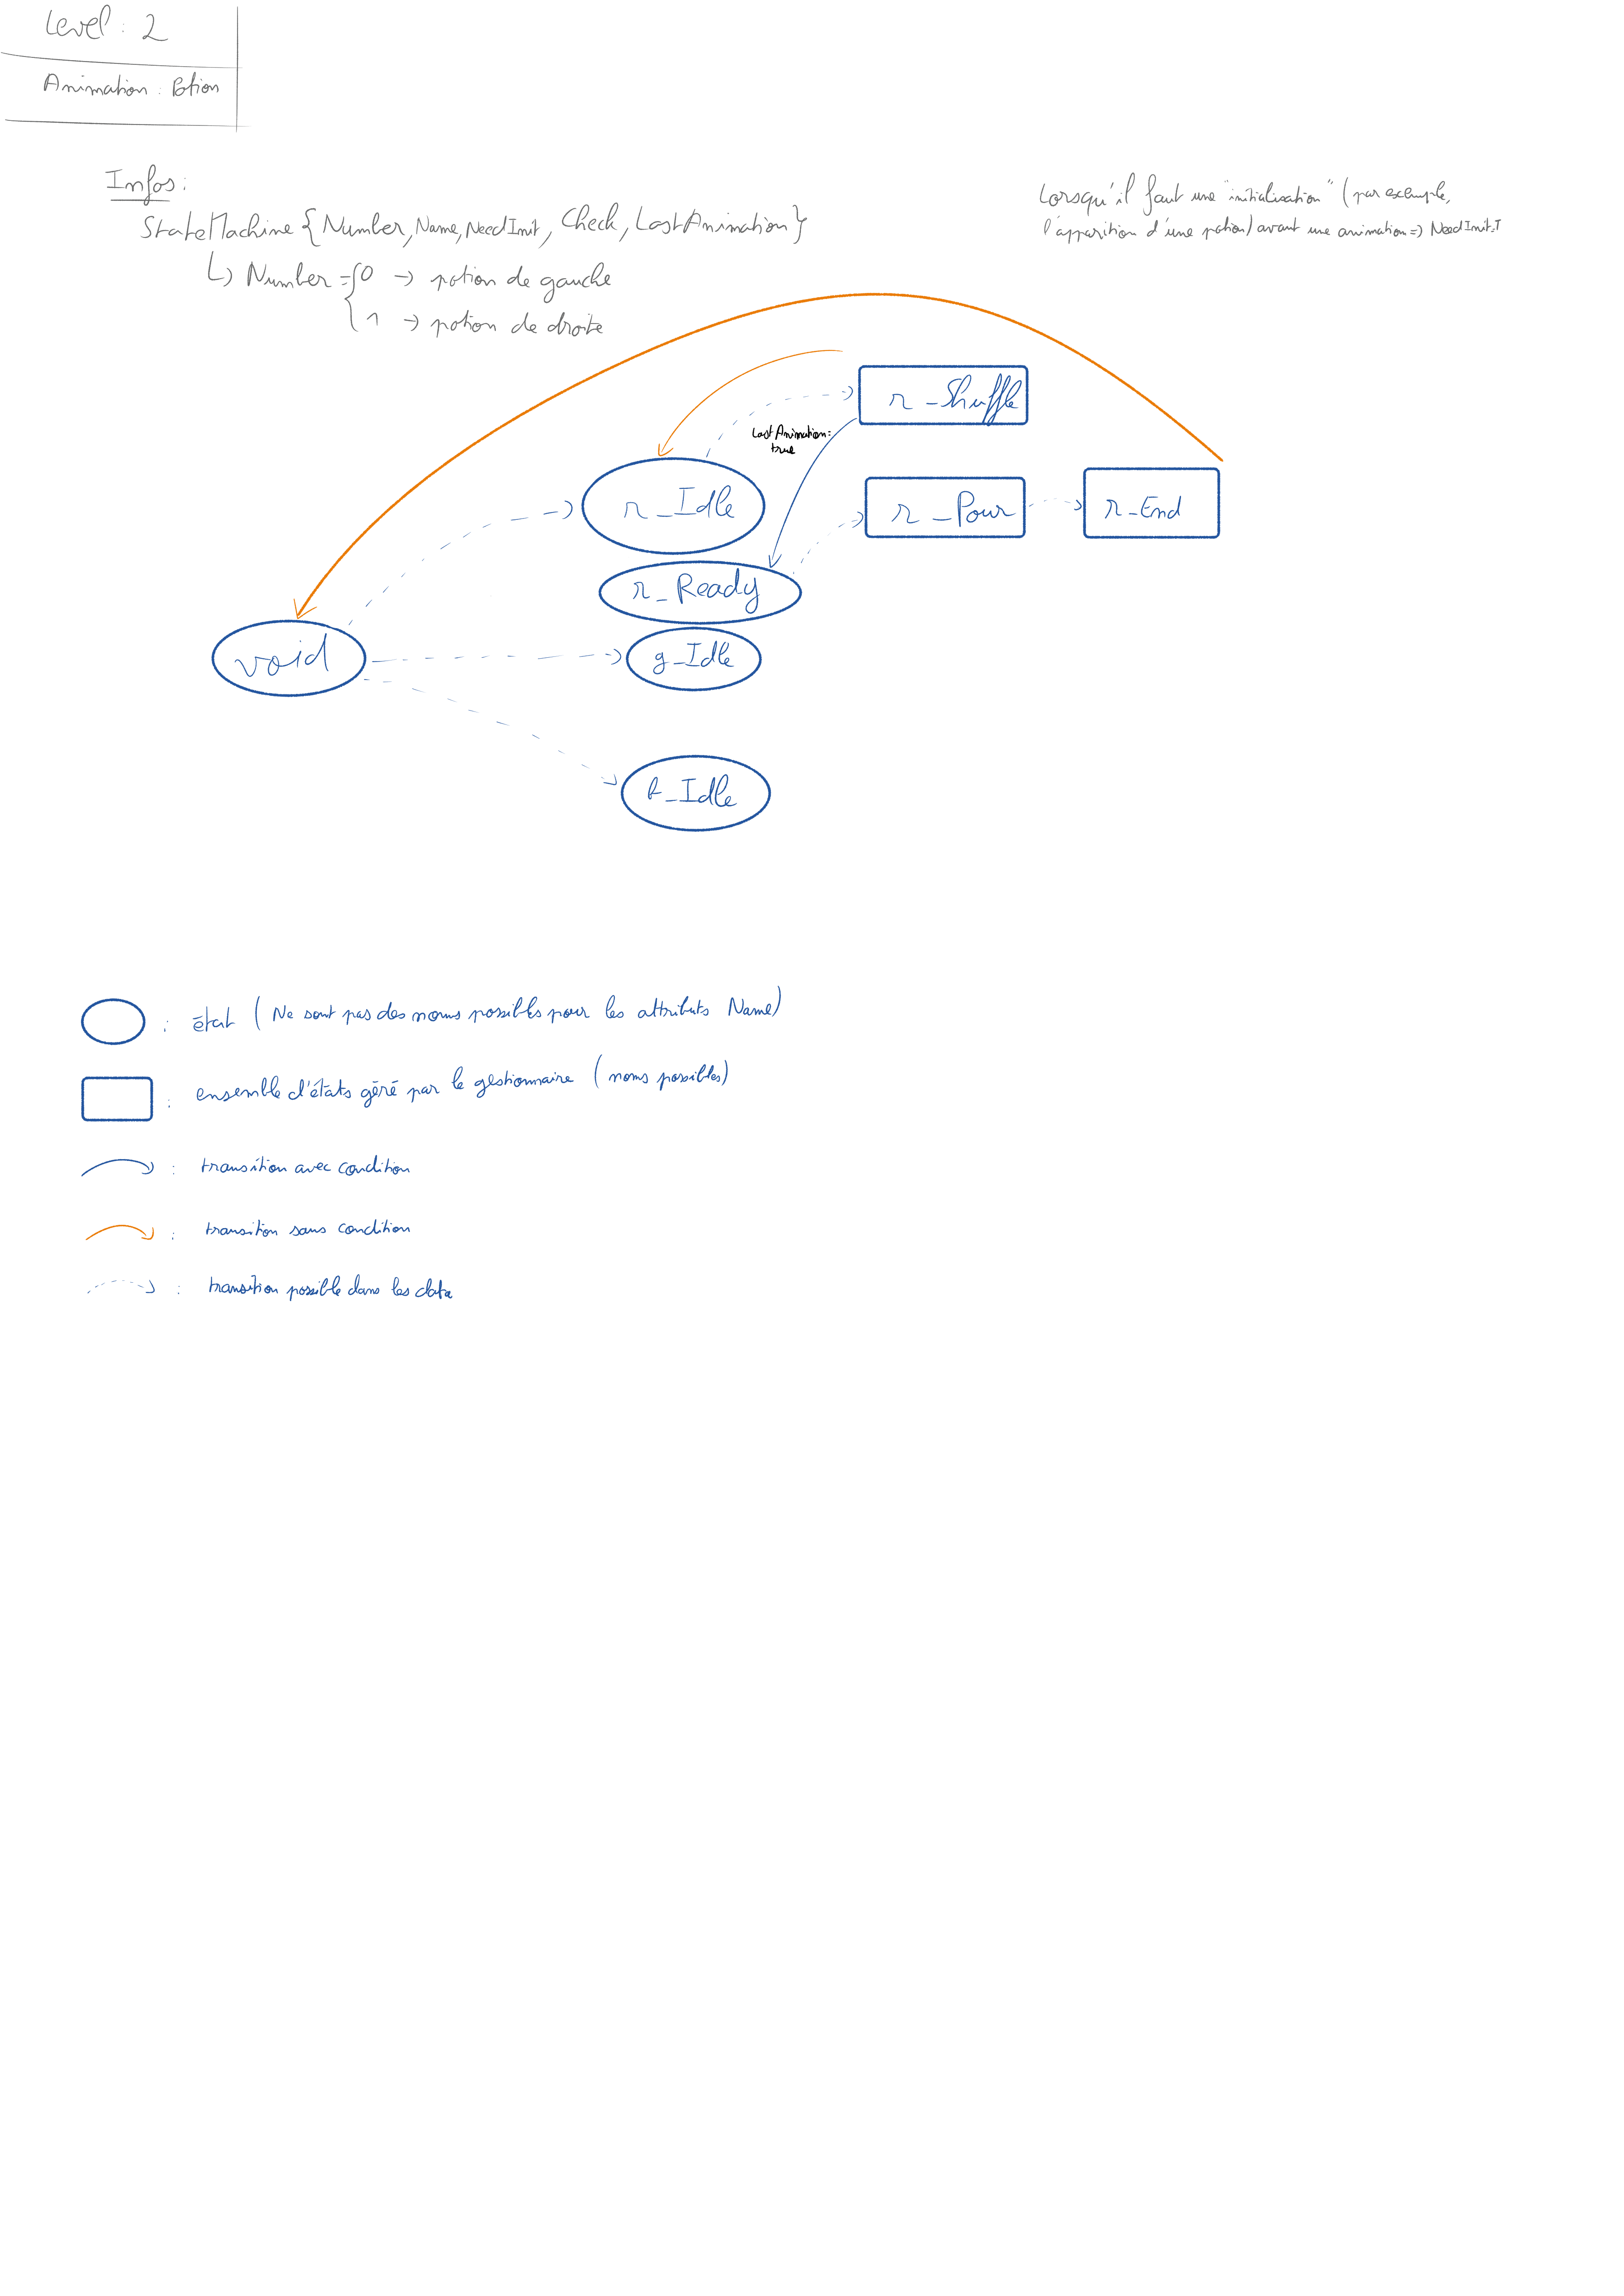 Level : 2
Animation : Potion
Infos :
StateMachine {Number, Name, NeedInit, Check, LastAnimation}
↳ Number = { 0 → potion de gauche
1 → potion de droite
Lorsqu'il faut une "initialisation" (par exemple,
l'apparition d'une potion) avant une animation => NeedInit=T
r_Shuffle
LastAnimation:
true
r_Idle
r_Pour
r_End
r_Ready
void
g_Idle
_Idle
: état (Ne sont pas des noms possibles pour les attributs Name)
: ensemble d'états géré par le gestionnaire (noms possibles)
: transition avec condition
: transition sans condition
: transition possible dans les data